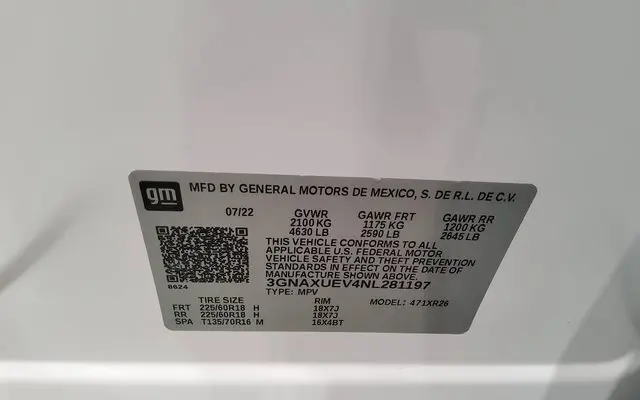 gm MFD BY GENERAL MOTORS DE MEXICO, S. DE R.L. DE C.V.
07/22 GVWR GAWR FRT GAWR RR
2100 KG 1175 KG 1200 KG
4630 LB 2590 LB 2645 LB
THIS VEHICLE CONFORMS TO ALL
APPLICABLE U.S. FEDERAL MOTOR
VEHICLE SAFETY AND THEFT PREVENTION
STANDARDS IN EFFECT ON THE DATE OF
MANUFACTURE SHOWN ABOVE.
8624 3GNAXUEV4NL281197
TYPE: MPV MODEL: 471XR26
TIRE SIZE RIM
FRT 225/60R18 H 18X7J
RR 225/60R18 H 18X7J
SPA T135/70R16 M 16X4BT